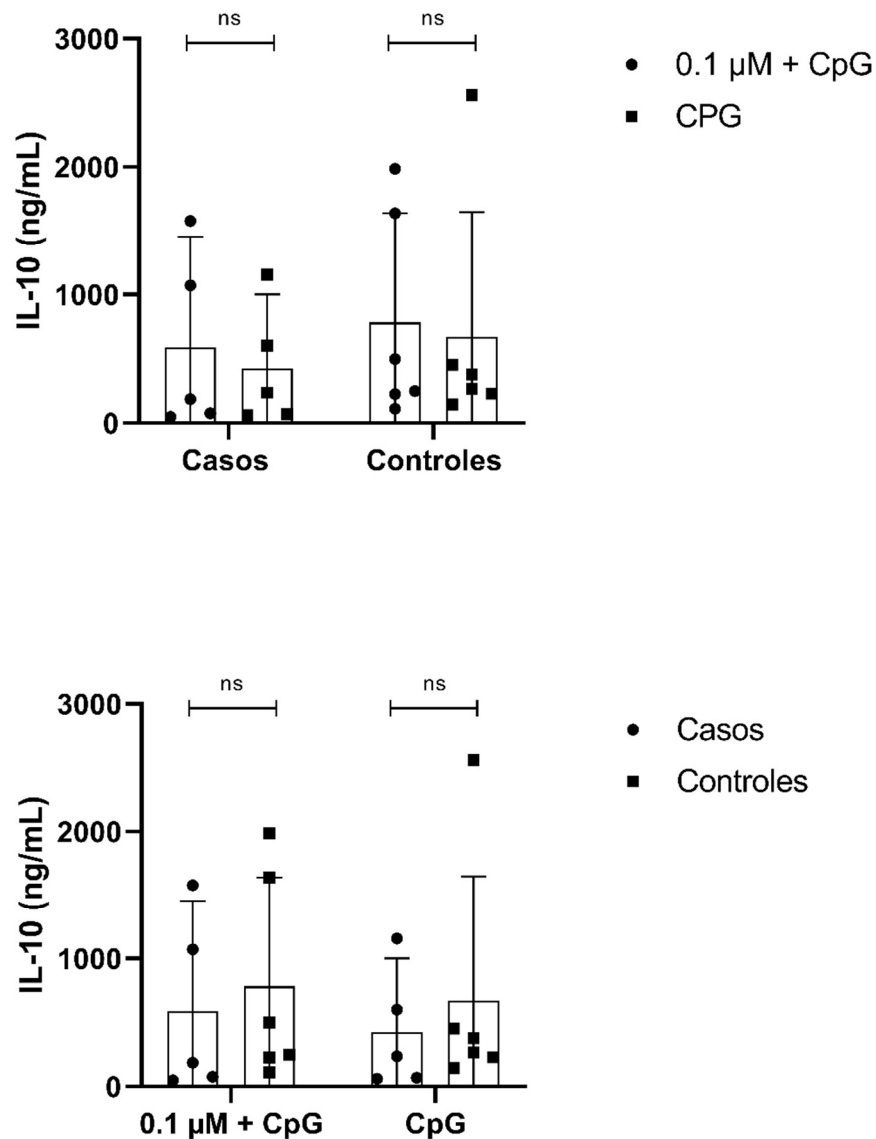 ns
ns
3000
2000
1000
0
IL-10 (ng/mL)
Casos
Controles
0.1 µM + CpG
CPG
ns
ns
3000
2000
1000
0
IL-10 (ng/mL)
0.1 µM + CpG
CpG
Casos
Controles